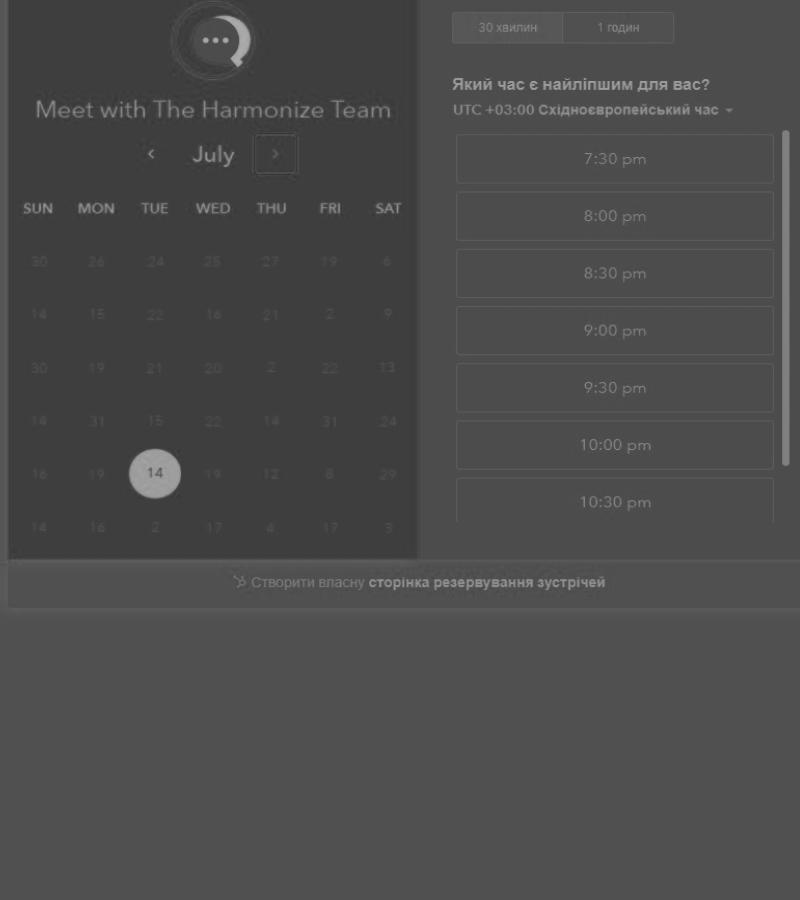 Meet with The Harmonize Team
July
SUN MON TUE WED THU FRI SAT
30 26 24 25 27 19 6
14 15 22 16 21 2 9
30 19 21 20 2 22 13
14 31 15 22 14 31 24
16 19 14 19 12 8 29
14 16 2 17 4 17 3
30 хвилин 1 годин
Який час є найліпшим для вас?
UTC +03:00 Східноєвропейський час
7:30 pm
8:00 pm
8:30 pm
9:00 pm
9:30 pm
10:00 pm
10:30 pm
Створити власну сторінка резервування зустрічей